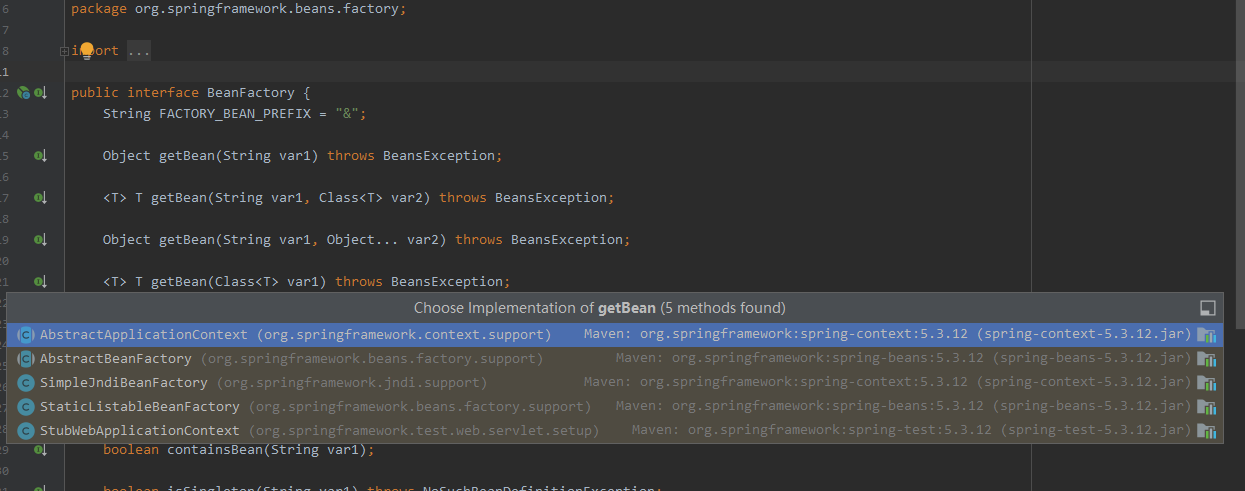 6 package org.springframework.beans.factory;
7
8 import ...
11
12 public interface BeanFactory {
13 String FACTORY_BEAN_PREFIX = "&";
14
15 Object getBean(String var1) throws BeansException;
16
17 <T> T getBean(String var1, Class<T> var2) throws BeansException;
18
19 Object getBean(String var1, Object... var2) throws BeansException;
20
21 <T> T getBean(Class<T> var1) throws BeansException;
Choose Implementation of getBean (5 methods found)
AbstractApplicationContext (org.springframework.context.support) Maven: org.springframework:spring-context:5.3.12 (spring-context-5.3.12.jar)
AbstractBeanFactory (org.springframework.beans.factory.support) Maven: org.springframework:spring-beans:5.3.12 (spring-beans-5.3.12.jar)
SimpleJndiBeanFactory (org.springframework.jndi.support) Maven: org.springframework:spring-context:5.3.12 (spring-context-5.3.12.jar)
StaticListableBeanFactory (org.springframework.beans.factory.support) Maven: org.springframework:spring-beans:5.3.12 (spring-beans-5.3.12.jar)
StubWebApplicationContext (org.springframework.test.web.servlet.setup) Maven: org.springframework:spring-test:5.3.12 (spring-test-5.3.12.jar)
29 boolean containsBean(String var1);
30
boolean isSingleton(String var1) throws NoSuchBeanDefinitionException;